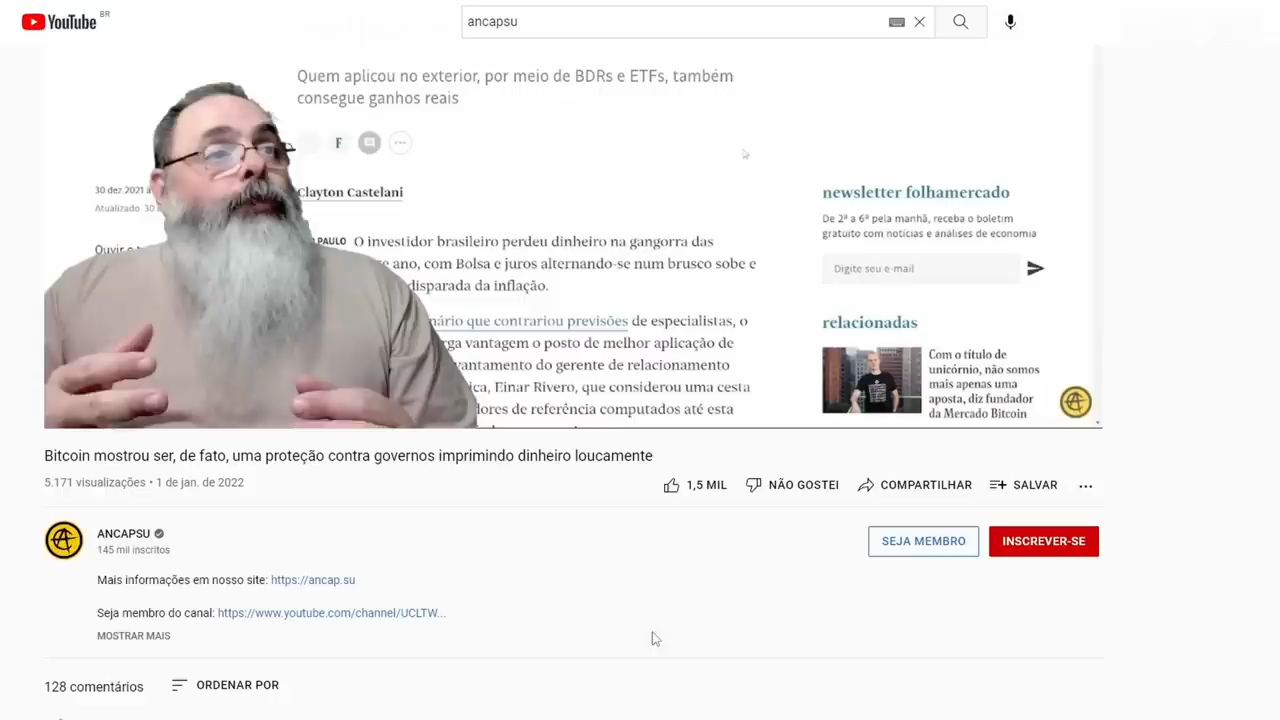 YouTube BR
ancapsu
Quem aplicou no exterior, por meio de BDRs e ETFs, também
consegue ganhos reais
F
30 dez.2021 à
Clayton Castelani
Atualizado 30
Ouvir o
PAULO O investidor brasileiro perdeu dinheiro na gangorra das
e ano, com Bolsa e juros alternando-se num brusco sobe e
disparada da inflação.
nário que contrariou previsões de especialistas, o
rga vantagem o posto de melhor aplicação de
vantamento do gerente de relacionamento
ica, Einar Rivero, que considerou uma cesta
dores de referência computados até esta
newsletter folhamercado
De 2ª a 6ª pela manhã, receba o boletim
gratuito com notícias e análises de economia
Digite seu e-mail
relacionadas
Com o título de
unicórnio, não somos
mais apenas uma
aposta, diz fundador
da Mercado Bitcoin
Bitcoin mostrou ser, de fato, uma proteção contra governos imprimindo dinheiro loucamente
5.171 visualizações • 1 de jan. de 2022
1,5 MIL NÃO GOSTEI COMPARTILHAR SALVAR ...
ANCAPSU
145 mil inscritos
SEJA MEMBRO INSCREVER-SE
Mais informações em nosso site: https://ancap.su
Seja membro do canal: https://www.youtube.com/channel/UCLTW...
MOSTRAR MAIS
128 comentários ORDENAR POR